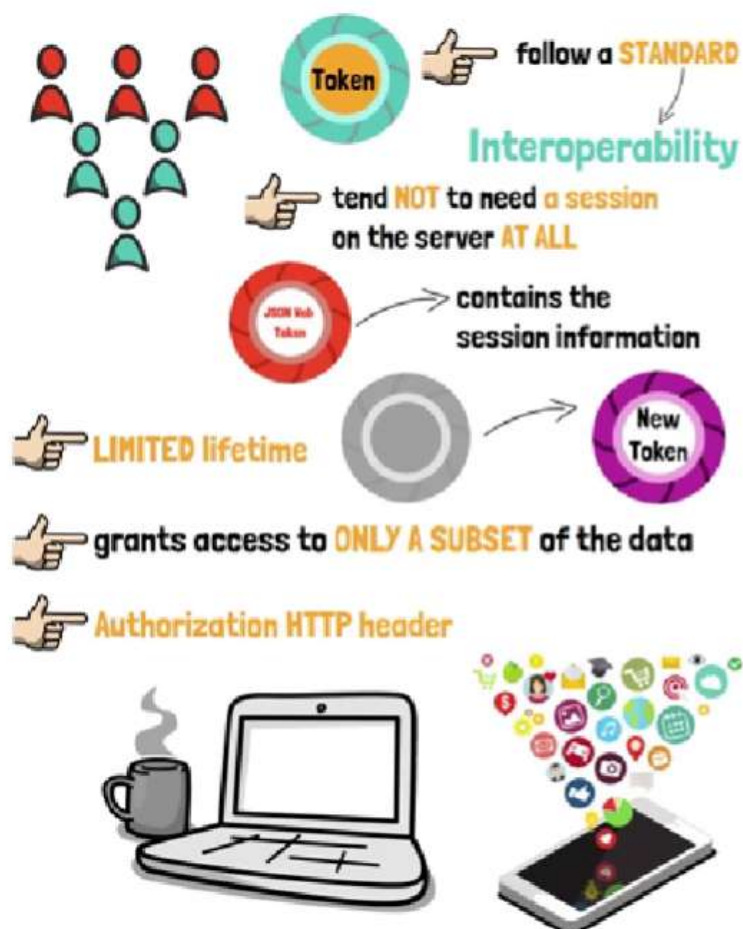 Token
follow a STANDARD
Interoperability
tend NOT to need a session
on the server AT ALL
JSON Web
Token
contains the
session information
New
Token
LIMITED lifetime
grants access to ONLY A SUBSET of the data
Authorization HTTP header